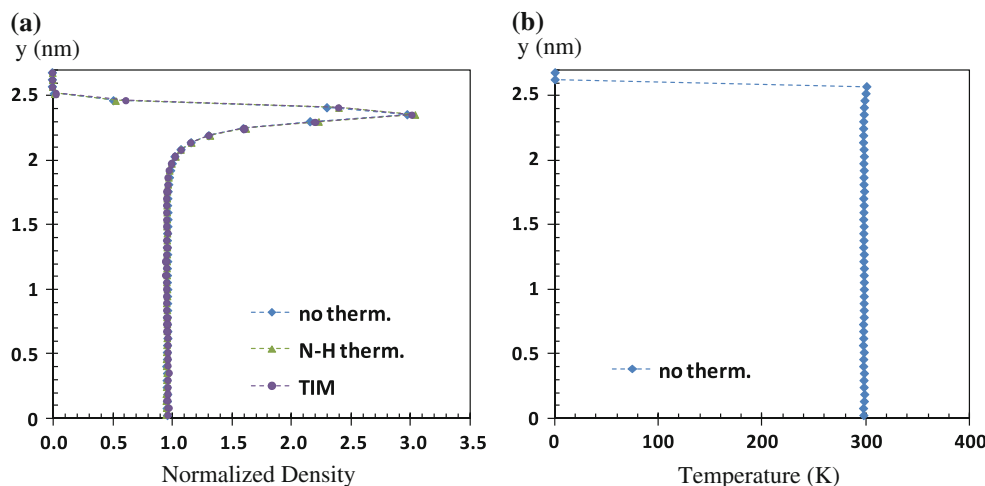 (a)
y (nm)
2.5
2
1.5
1
0.5
0
0.0 0.5 1.0 1.5 2.0 2.5 3.0 3.5
Normalized Density
no therm.
N-H therm.
TIM
(b)
y (nm)
2.5
2
1.5
1
0.5
0
0 100 200 300 400
Temperature (K)
no therm.